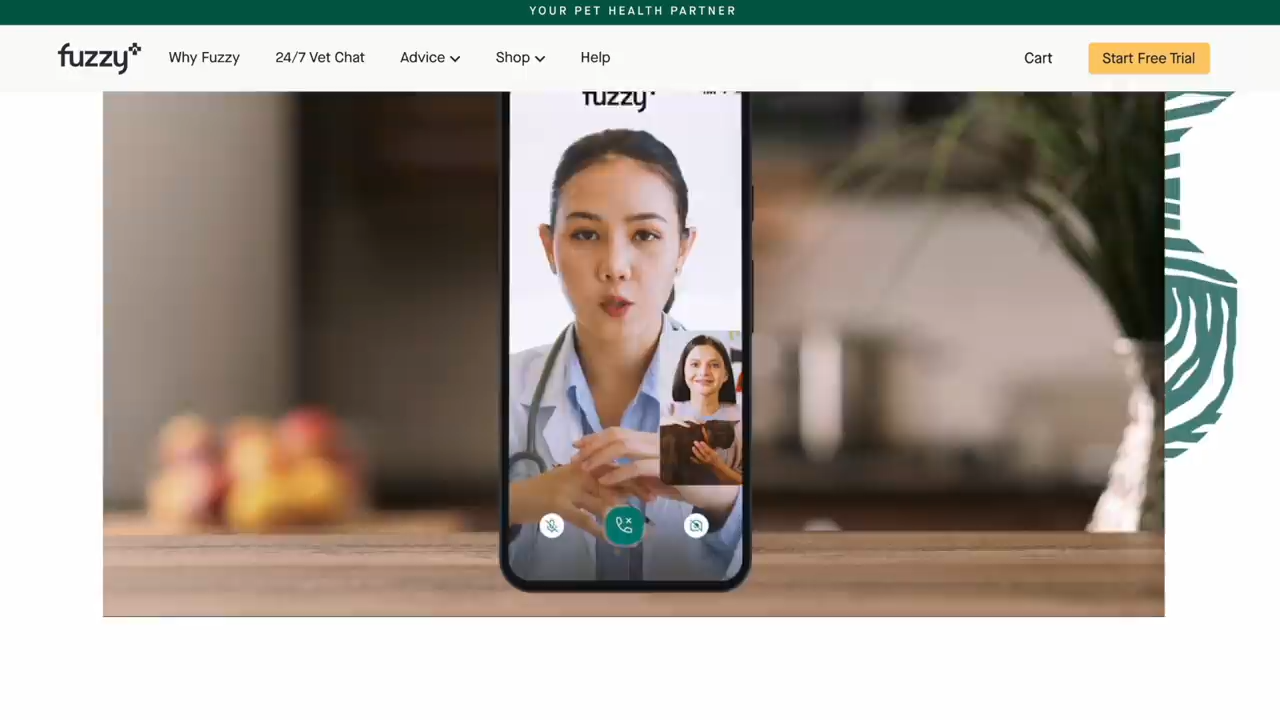 YOUR PET HEALTH PARTNER
fuzzy
Why Fuzzy
24/7 Vet Chat
Advice
Shop
Help
Cart
Start Free Trial
fuzzy